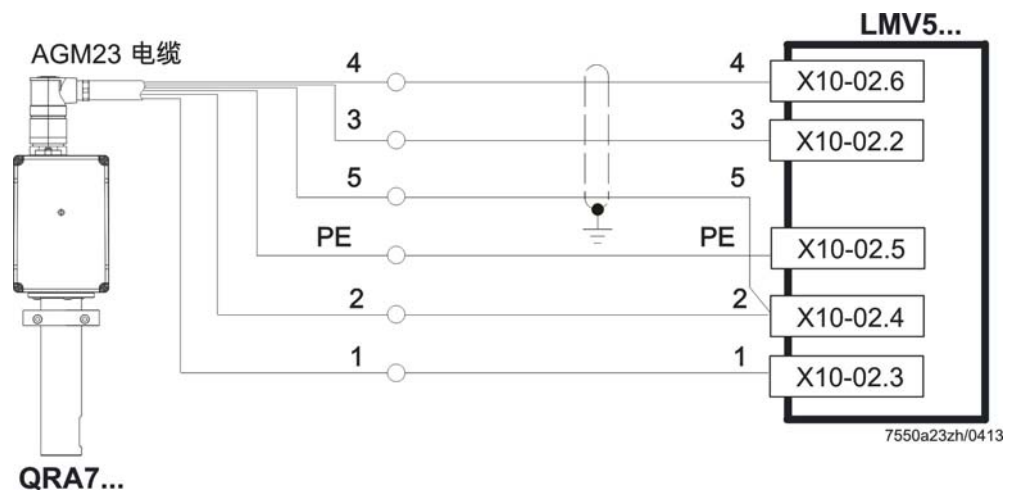 LMV5...
AGM23 电缆
4
4
X10-02.6
3
3
X10-02.2
5
5
PE
PE
X10-02.5
2
2
X10-02.4
1
1
X10-02.3
7550a23zh/0413
QRA7...